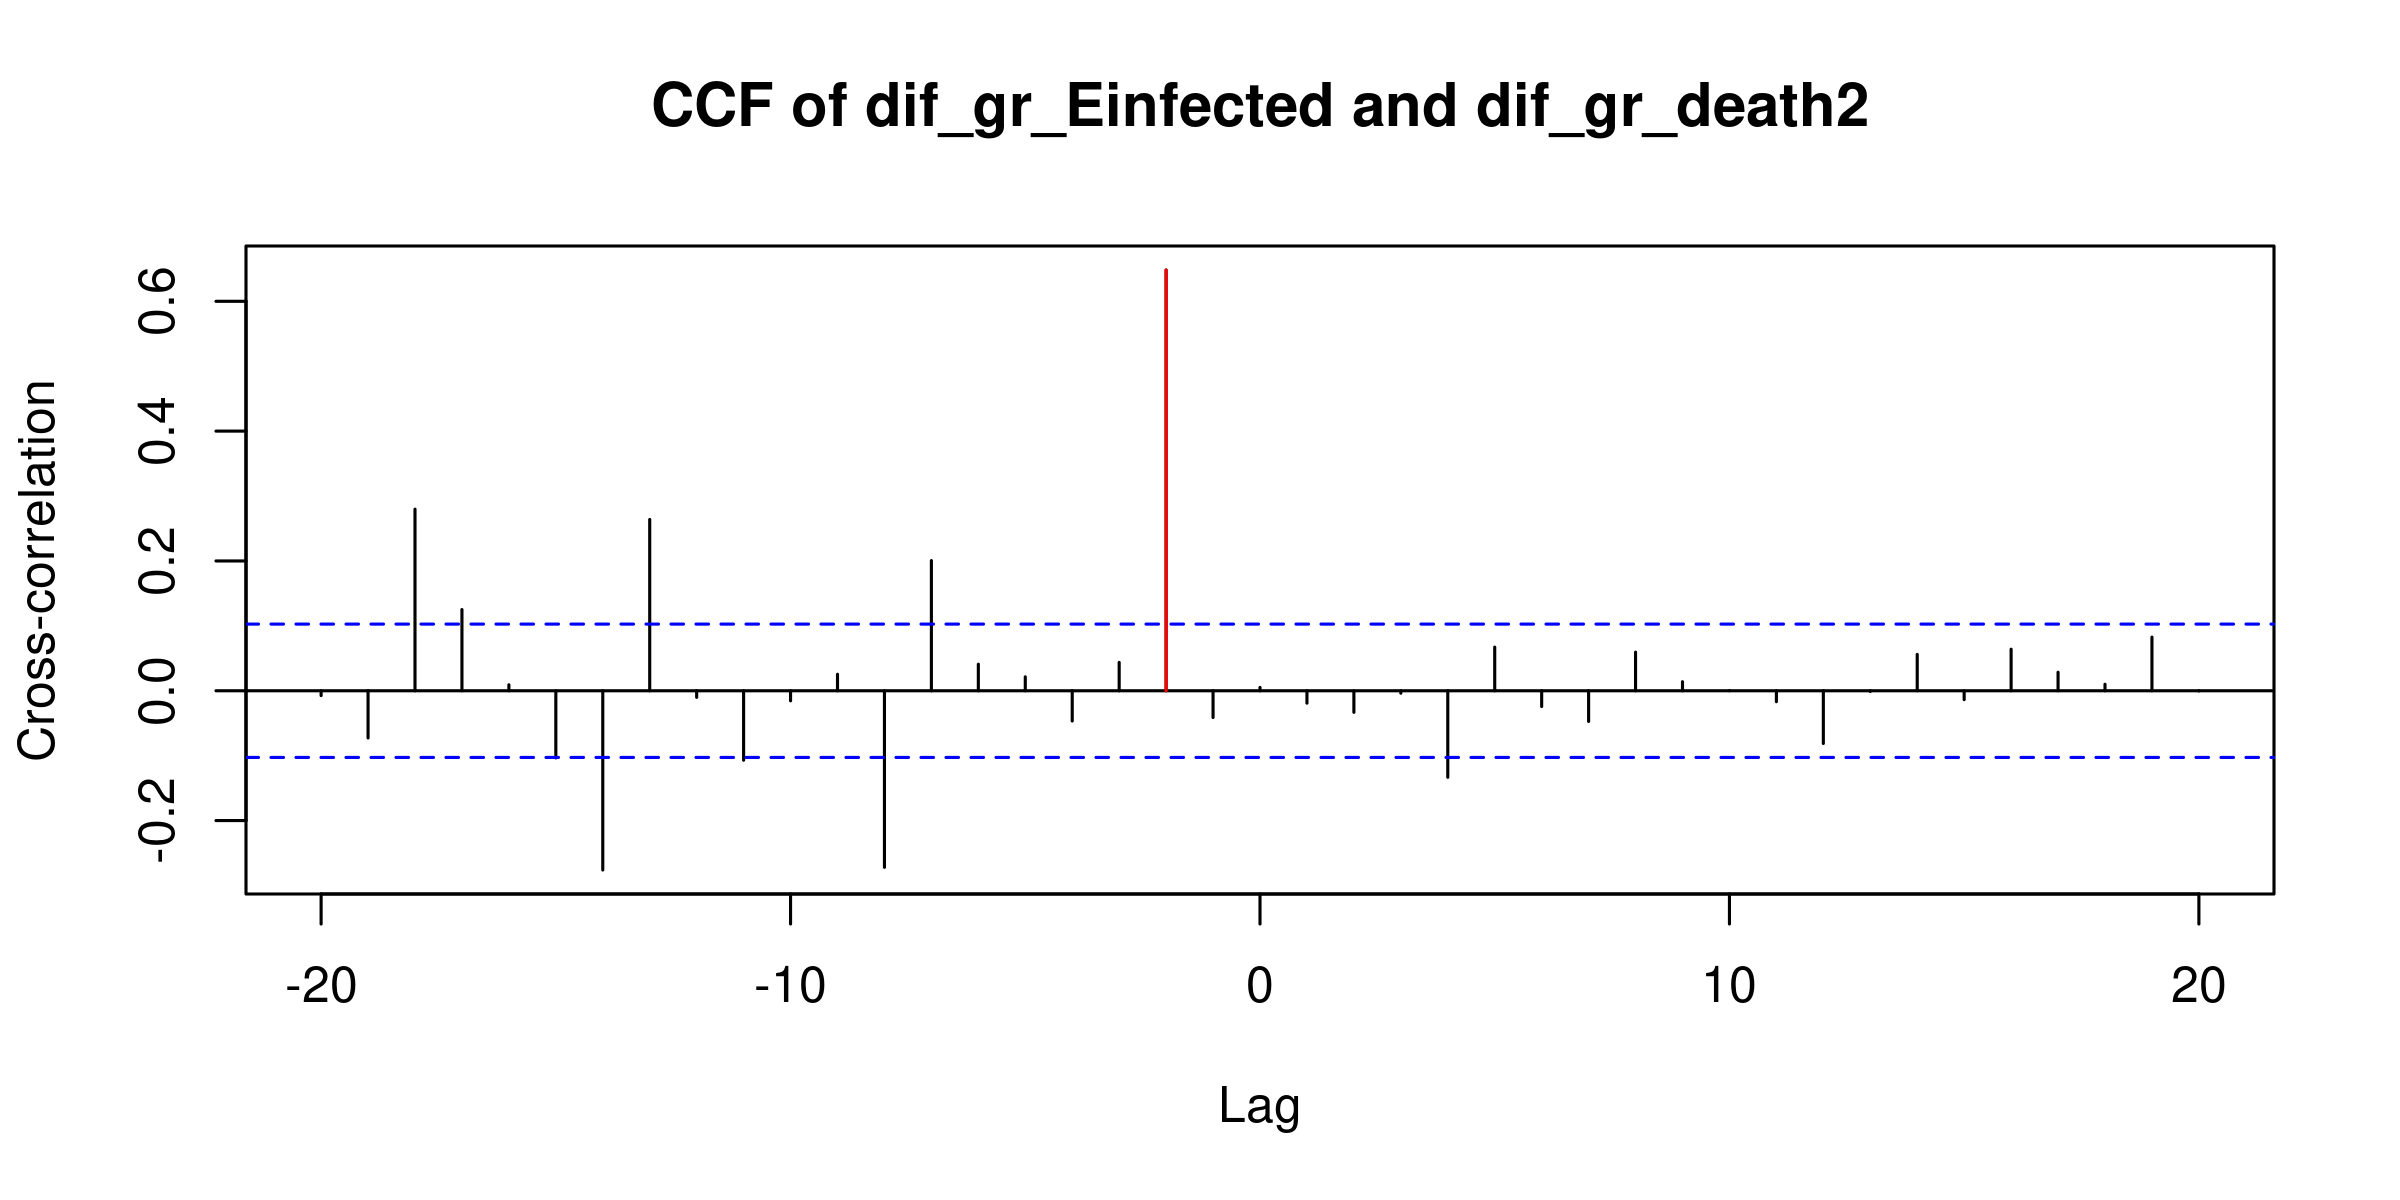 CCF of dif_gr_Einfected and dif_gr_death2
Cross-correlation
0.6
0.4
0.2
0.0
-0.2
-20 -10 0 10 20
Lag